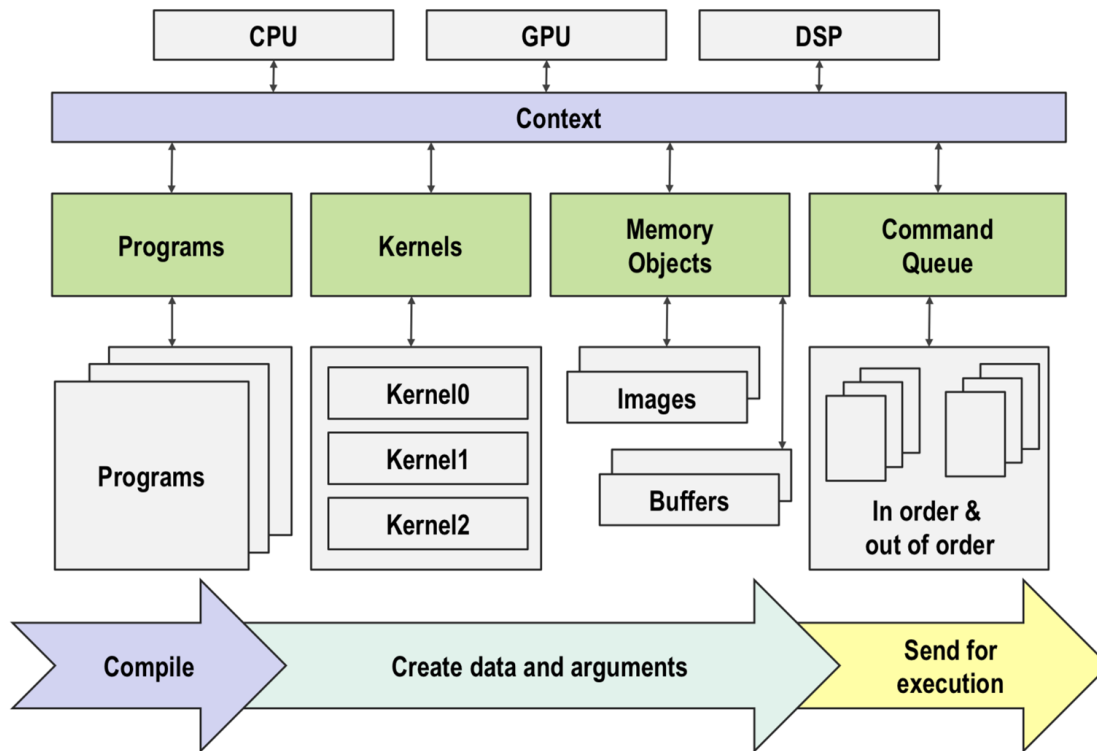 CPU
GPU
DSP
Context
Programs
Kernels
Memory
Objects
Command
Queue
Programs
Kernel0
Kernel1
Kernel2
Images
Buffers
In order &
out of order
Compile
Create data and arguments
Send for
execution